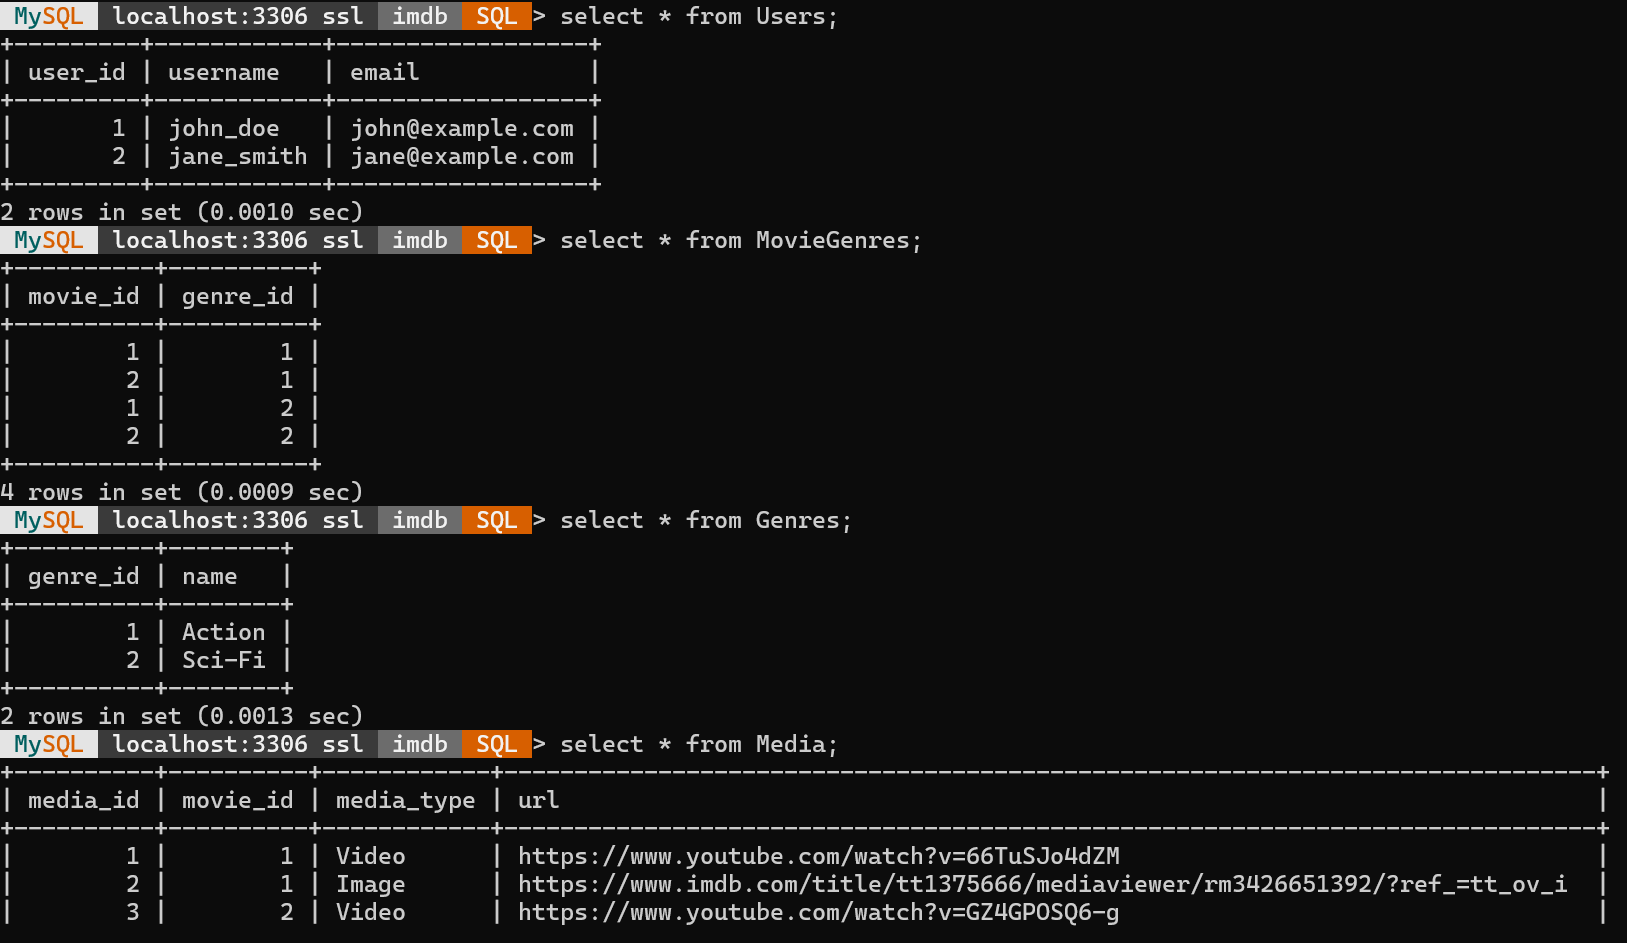 MySQL localhost:3306 ssl imdb SQL> select * from Users;
+---------+------------+------------------+
| user_id | username   | email            |
+---------+------------+------------------+
|       1 | john_doe   | john@example.com |
|       2 | jane_smith | jane@example.com |
+---------+------------+------------------+
2 rows in set (0.0010 sec)
MySQL localhost:3306 ssl imdb SQL> select * from MovieGenres;
+----------+----------+
| movie_id | genre_id |
+----------+----------+
|        1 |        1 |
|        2 |        1 |
|        1 |        2 |
|        2 |        2 |
+----------+----------+
4 rows in set (0.0009 sec)
MySQL localhost:3306 ssl imdb SQL> select * from Genres;
+----------+--------+
| genre_id | name   |
+----------+--------+
|        1 | Action |
|        2 | Sci-Fi |
+----------+--------+
2 rows in set (0.0013 sec)
MySQL localhost:3306 ssl imdb SQL> select * from Media;
+----------+----------+------------+------------------------------------------------------------------------------+
| media_id | movie_id | media_type | url                                                                          |
+----------+----------+------------+------------------------------------------------------------------------------+
|        1 |        1 | Video      | https://www.youtube.com/watch?v=66TuSJo4dZM                                  |
|        2 |        1 | Image      | https://www.imdb.com/title/tt1375666/mediaviewer/rm3426651392/?ref_=tt_ov_i  |
|        3 |        2 | Video      | https://www.youtube.com/watch?v=GZ4GPOSQ6-g                                  |